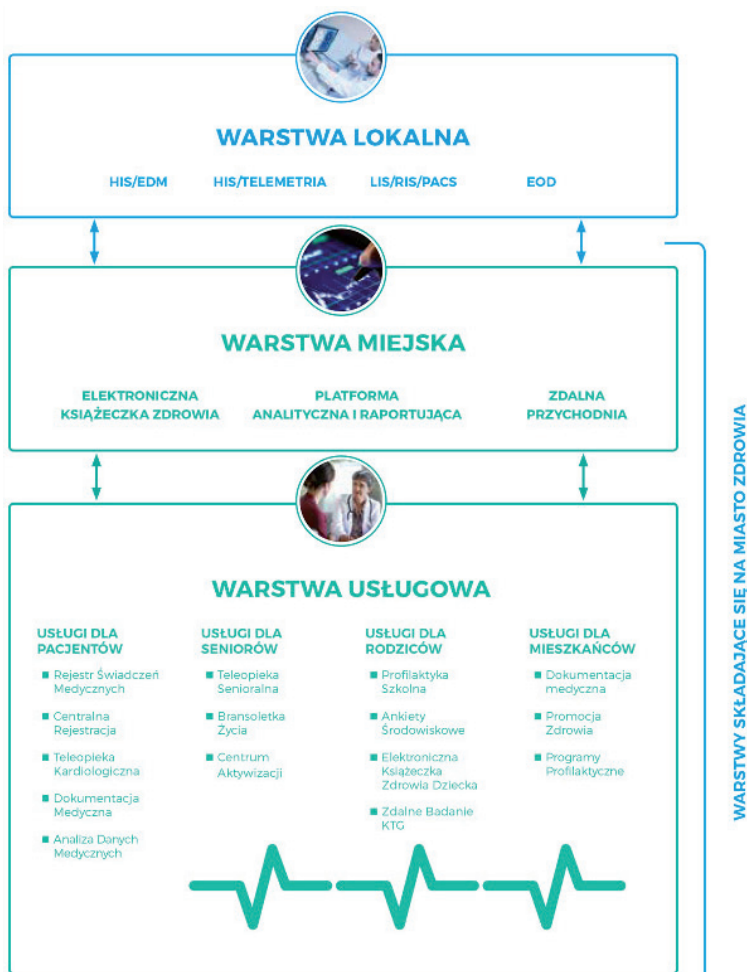 WARSTWA LOKALNA
HIS/EDM
HIS/TELEMETRIA
LIS/RIS/PACS
EOD
WARSTWA MIEJSKA
ELEKTRONICZNA
KSIĄŻECZKA ZDROWIA
PLATFORMA
ANALITYCZNA I RAPORTUJĄCA
ZDALNA
PRZYCHODNIA
WARSTWA USŁUGOWA
USŁUGI DLA
PACJENTÓW
Rejestr Świadczeń
Medycznych
Centralna
Rejestracja
Teleopieka
Kardiologiczna
Dokumentacja
Medyczna
Analiza Danych
Medycznych
USŁUGI DLA
SENIORÓW
Teleopieka
Senioralna
Bransoletka
Życia
Centrum
Aktywizacji
USŁUGI DLA
RODZICÓW
Profilaktyka
Szkolna
Ankiety
Środowiskowe
Elektroniczna
Książeczka
Zdrowia Dziecka
Zdalne Badanie
KTG
USŁUGI DLA
MIESZKAŃCÓW
Dokumentacja
medyczna
Promocja
Zdrowia
Programy
Profilaktyczne
WARSTWY SKŁADAJĄCE SIĘ NA MIASTO ZDROWIA